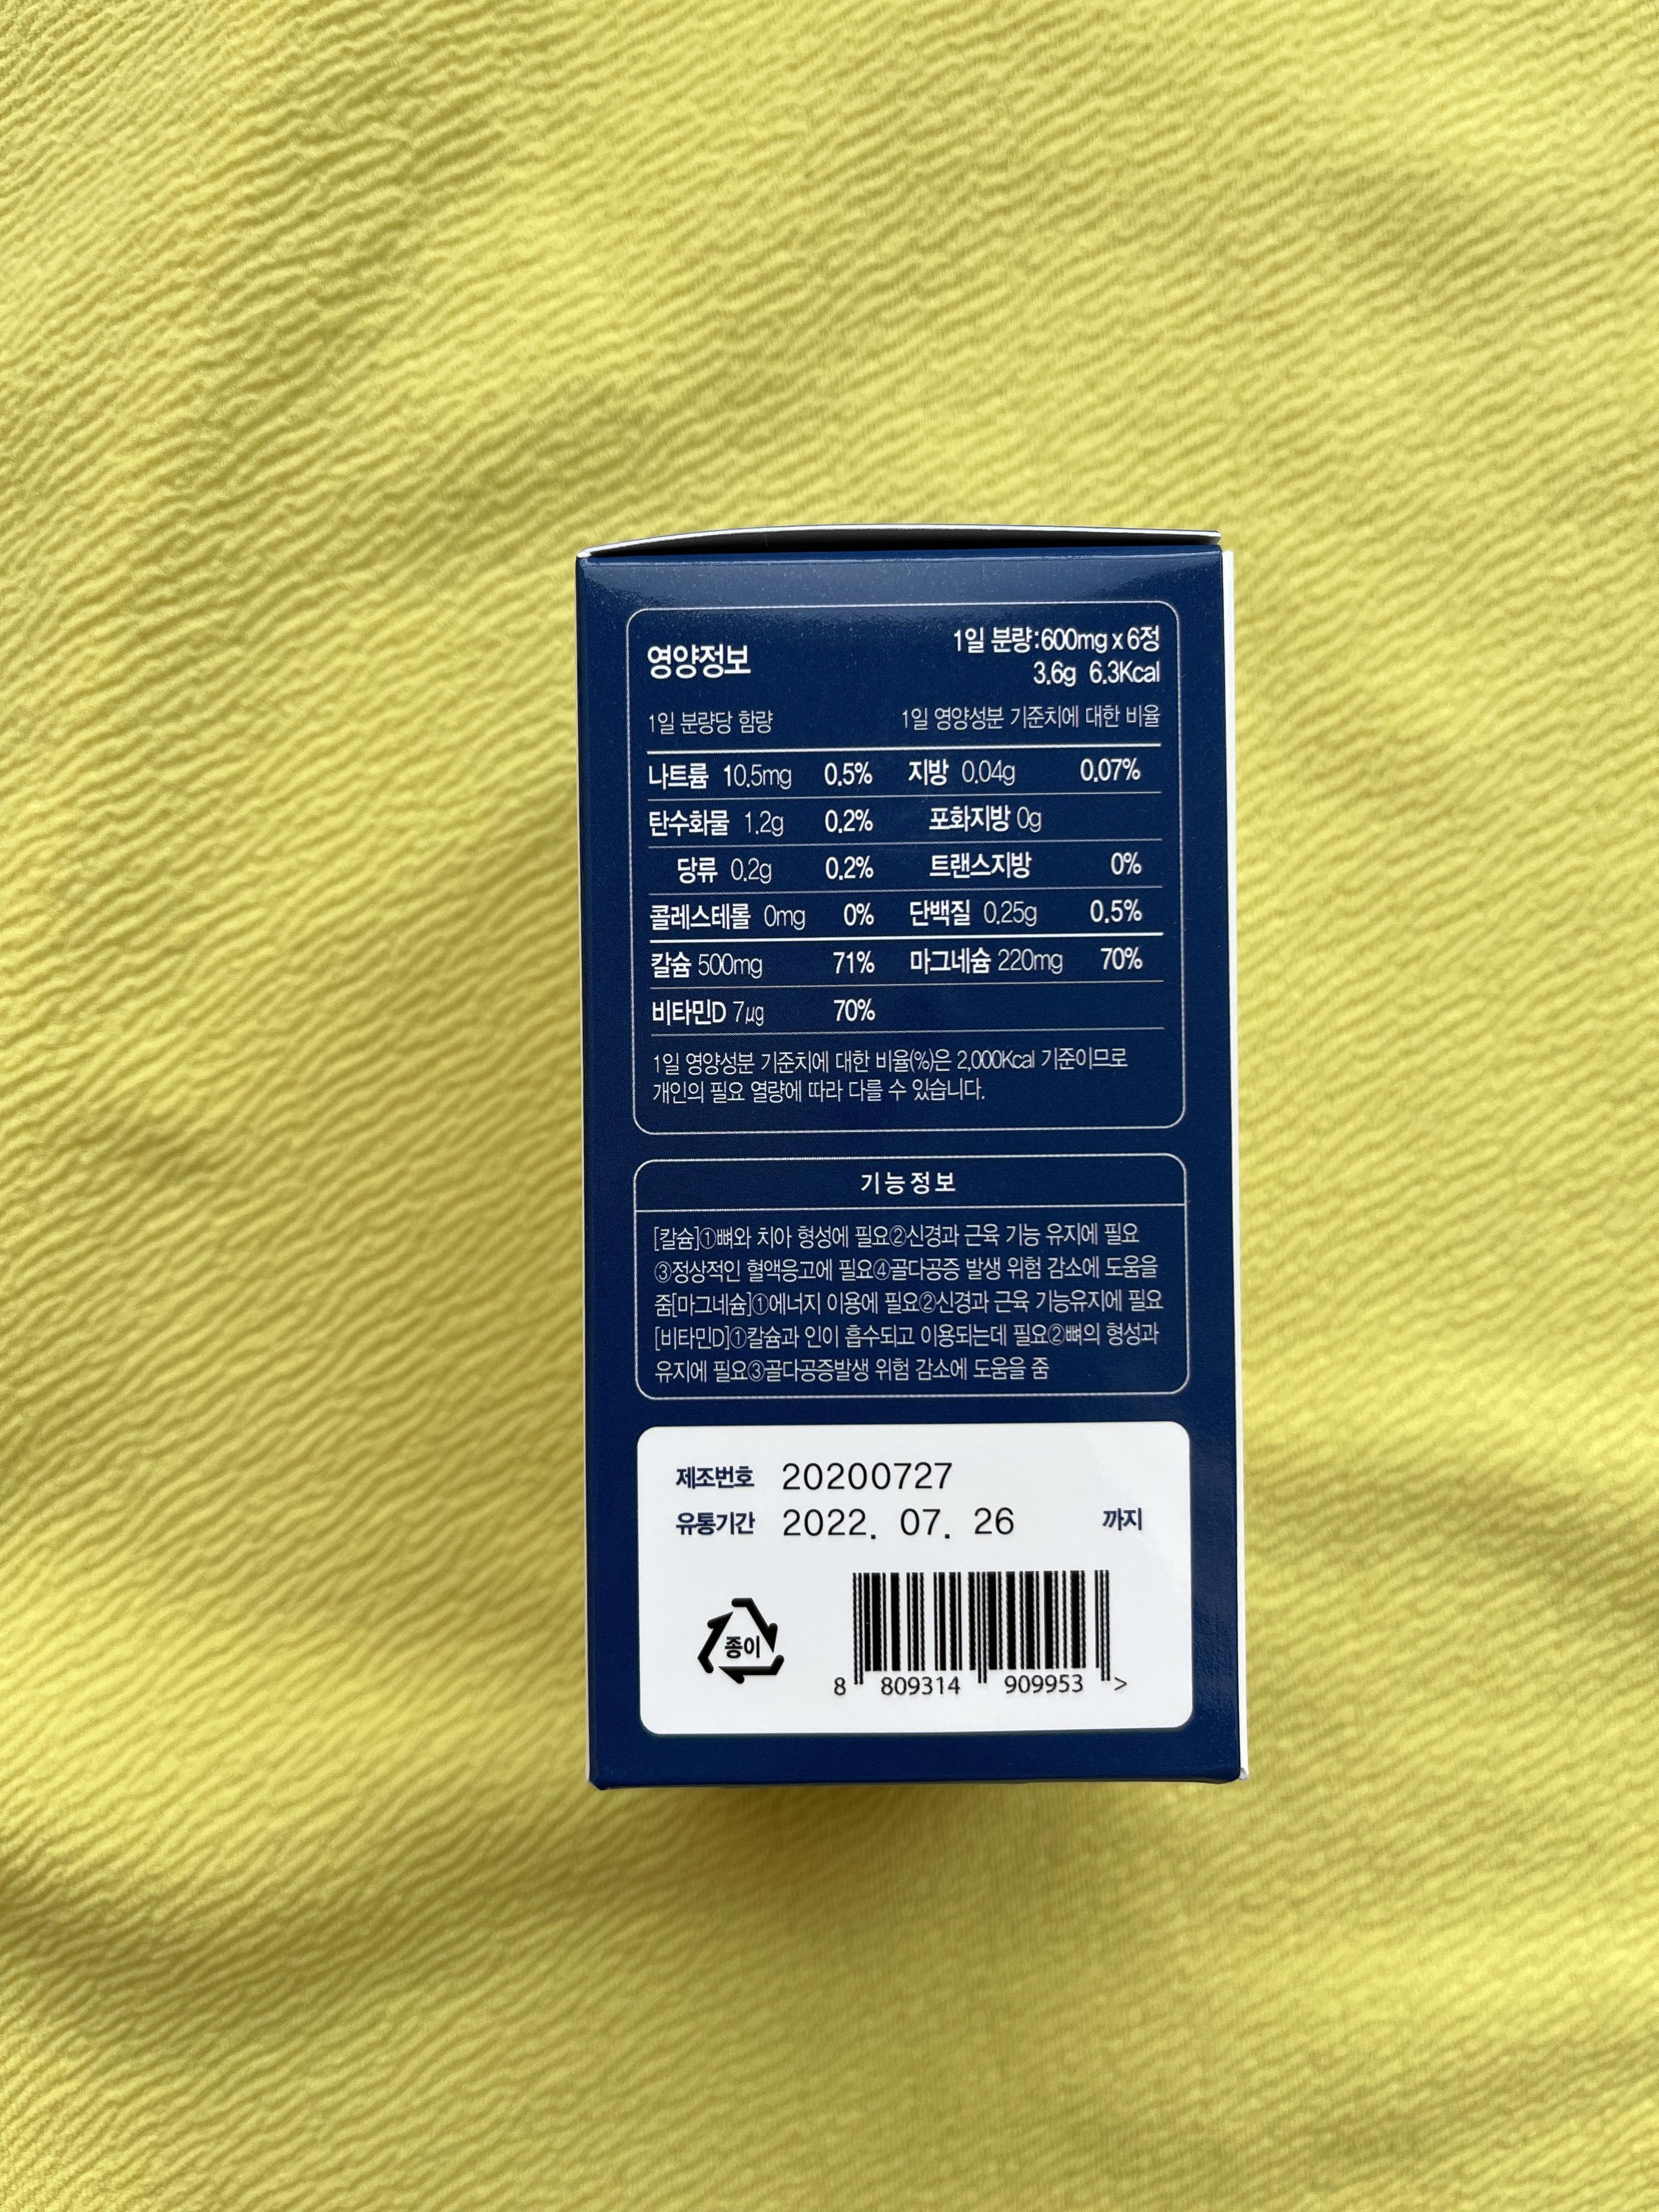 영양정보
1일 분량:600mg x 6정
3.6g 6.3Kcal
1일 분량당 함량 1일 영양성분 기준치에 대한 비율
나트륨 10.5mg 0.5% 지방 0.04g 0.07%
탄수화물 1.2g 0.2% 포화지방 0g
당류 0.2g 0.2% 트랜스지방 0%
콜레스테롤 0mg 0% 단백질 0.25g 0.5%
칼슘 500mg 71% 마그네슘 220mg 70%
비타민D 7μg 70%
1일 영양성분 기준치에 대한 비율(%)은 2,000Kcal 기준이므로
개인의 필요 열량에 따라 다를 수 있습니다.
기능정보
[칼슘]①뼈와 치아 형성에 필요②신경과 근육 기능 유지에 필요
③정상적인 혈액응고에 필요④골다공증 발생 위험 감소에 도움을
줌[마그네슘]①에너지 이용에 필요②신경과 근육 기능유지에 필요
[비타민D]①칼슘과 인이 흡수되고 이용되는데 필요②뼈의 형성과
유지에 필요③골다공증발생 위험 감소에 도움을 줌
제조번호 20200727
유통기간 2022. 07. 26 까지
종이
8 809314 909953 >